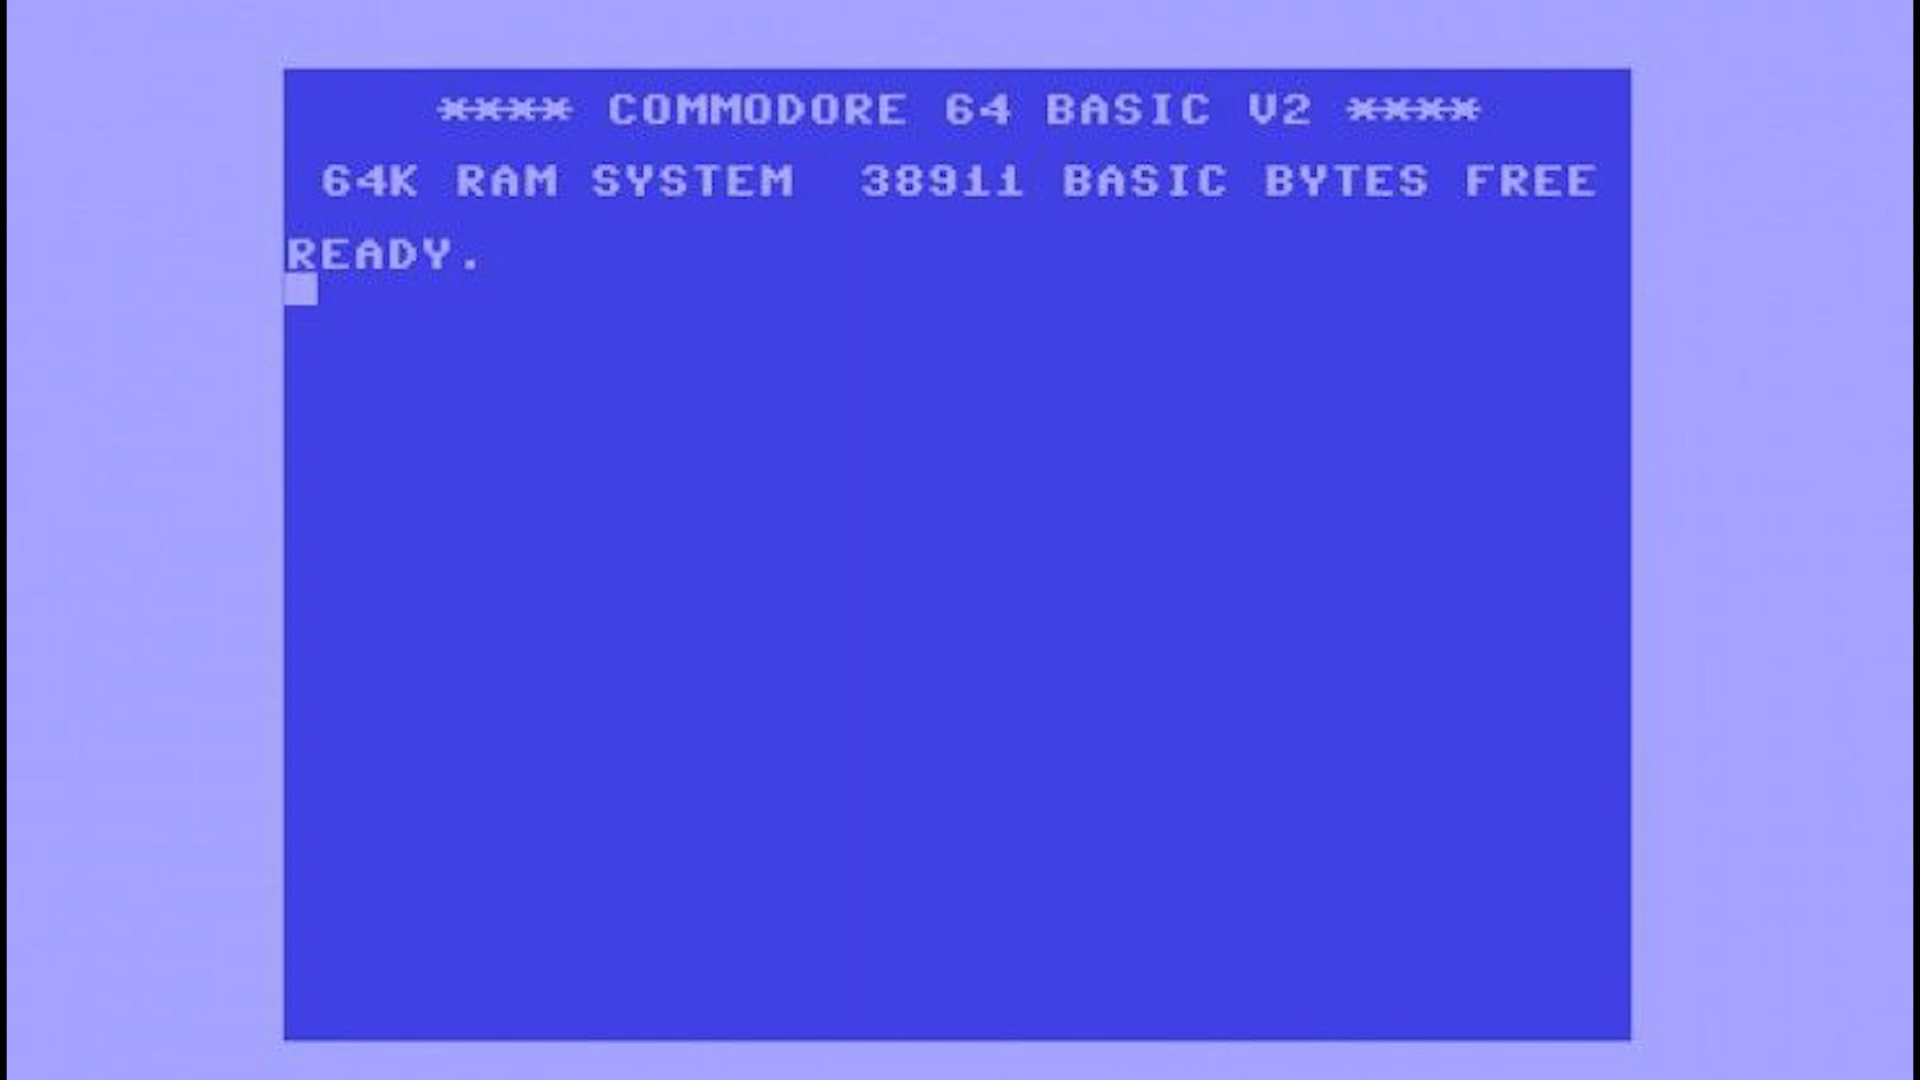 **** COMMODORE 64 BASIC V2 ****
64K RAM SYSTEM  38911 BASIC BYTES FREE
READY.